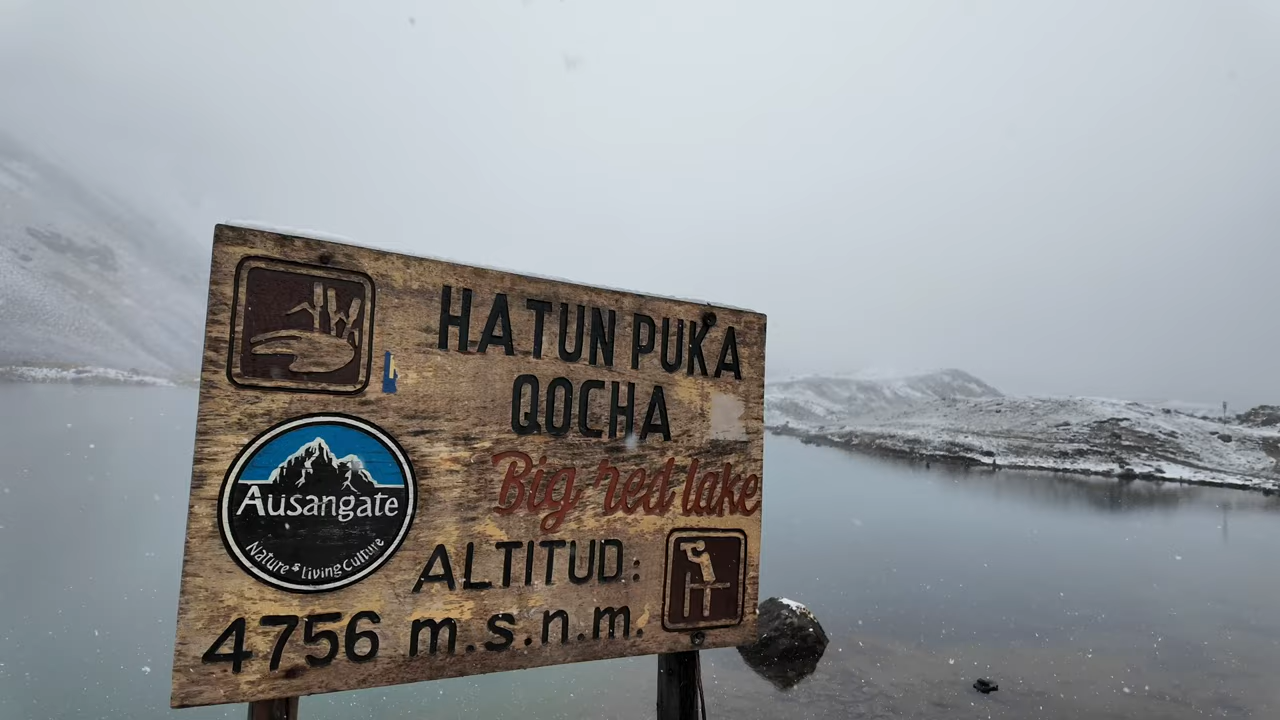 HATUN PUKA
QOCHA
Big red lake
Ausangate
Nature & Living Culture
ALTITUD:
4756 m.s.n.m.